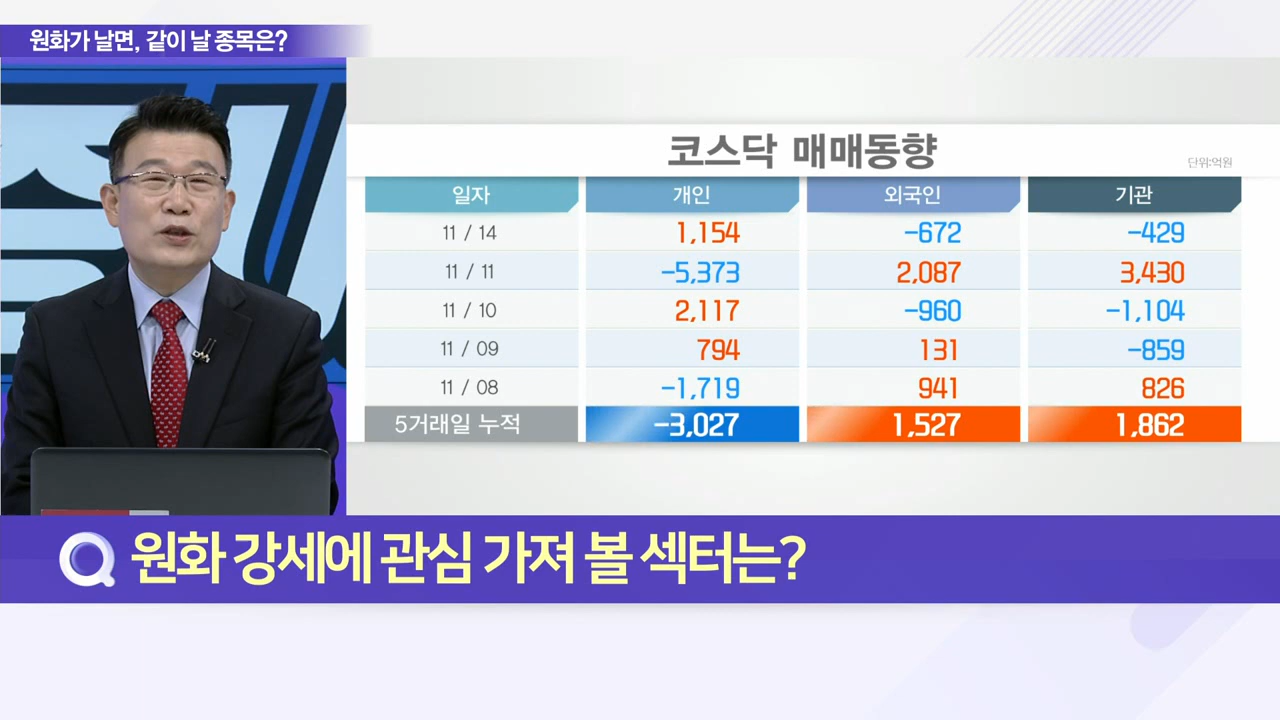 원화가 날면, 같이 날 종목은?
코스닥 매매동향
단위:억원
일자 개인 외국인 기관
11 / 14 1,154 -672 -429
11 / 11 -5,373 2,087 3,430
11 / 10 2,117 -960 -1,104
11 / 09 794 131 -859
11 / 08 -1,719 941 826
5거래일 누적 -3,027 1,527 1,862
Q 원화 강세에 관심 가져 볼 섹터는?